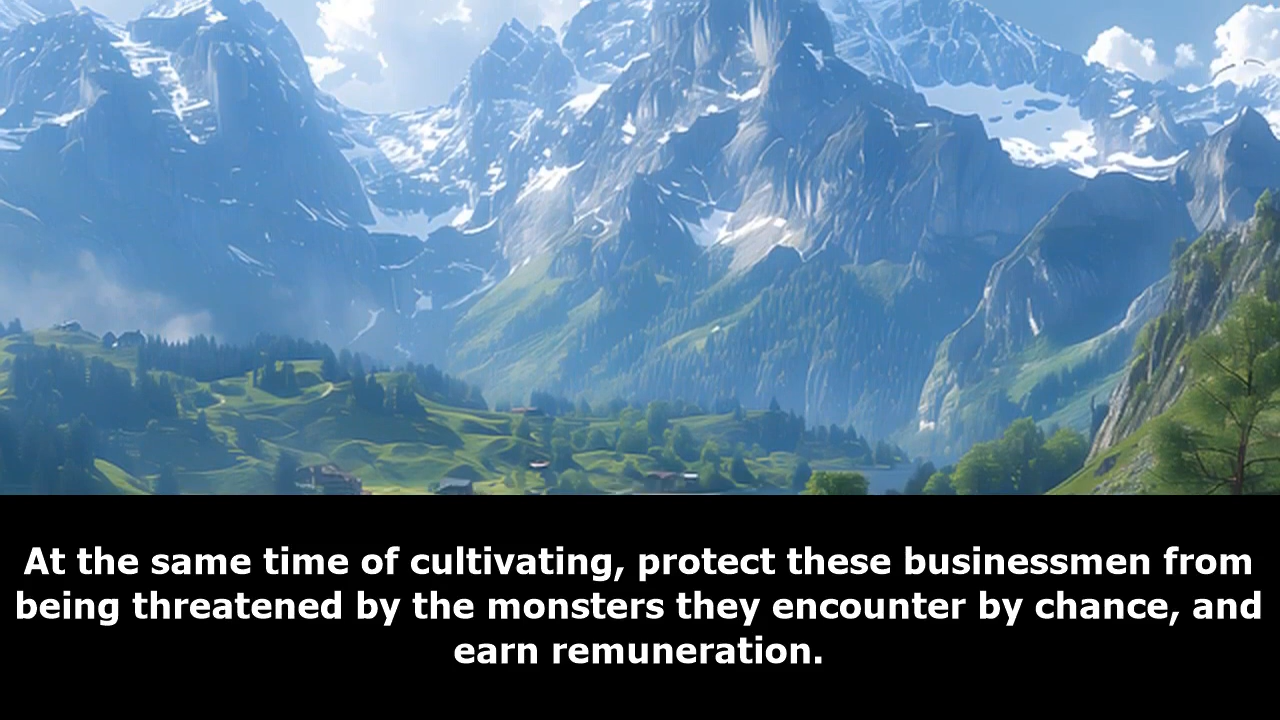 At the same time of cultivating, protect these businessmen from
being threatened by the monsters they encounter by chance, and
earn remuneration.